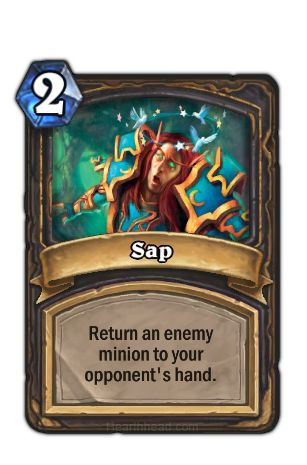 2
Sap
Return an enemy
minion to your
opponent's hand.
Hearthhead.com